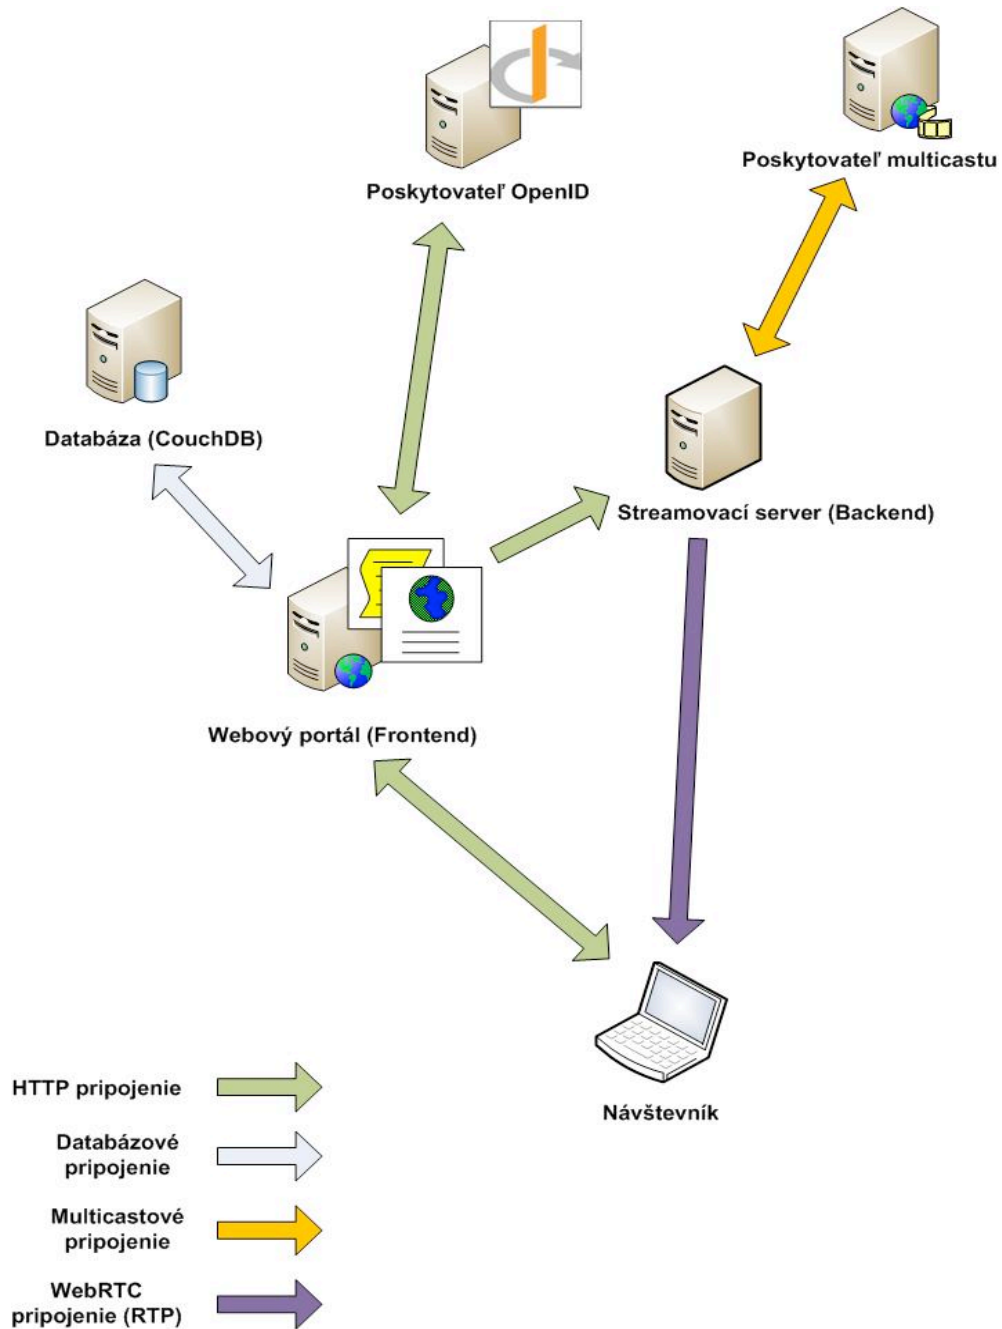 Poskytovateľ OpenID
Poskytovateľ multicastu
Databáza (CouchDB)
Streamovací server (Backend)
Webový portál (Frontend)
Návštevník
HTTP pripojenie
Databázové
pripojenie
Multicastové
pripojenie
WebRTC
pripojenie (RTP)